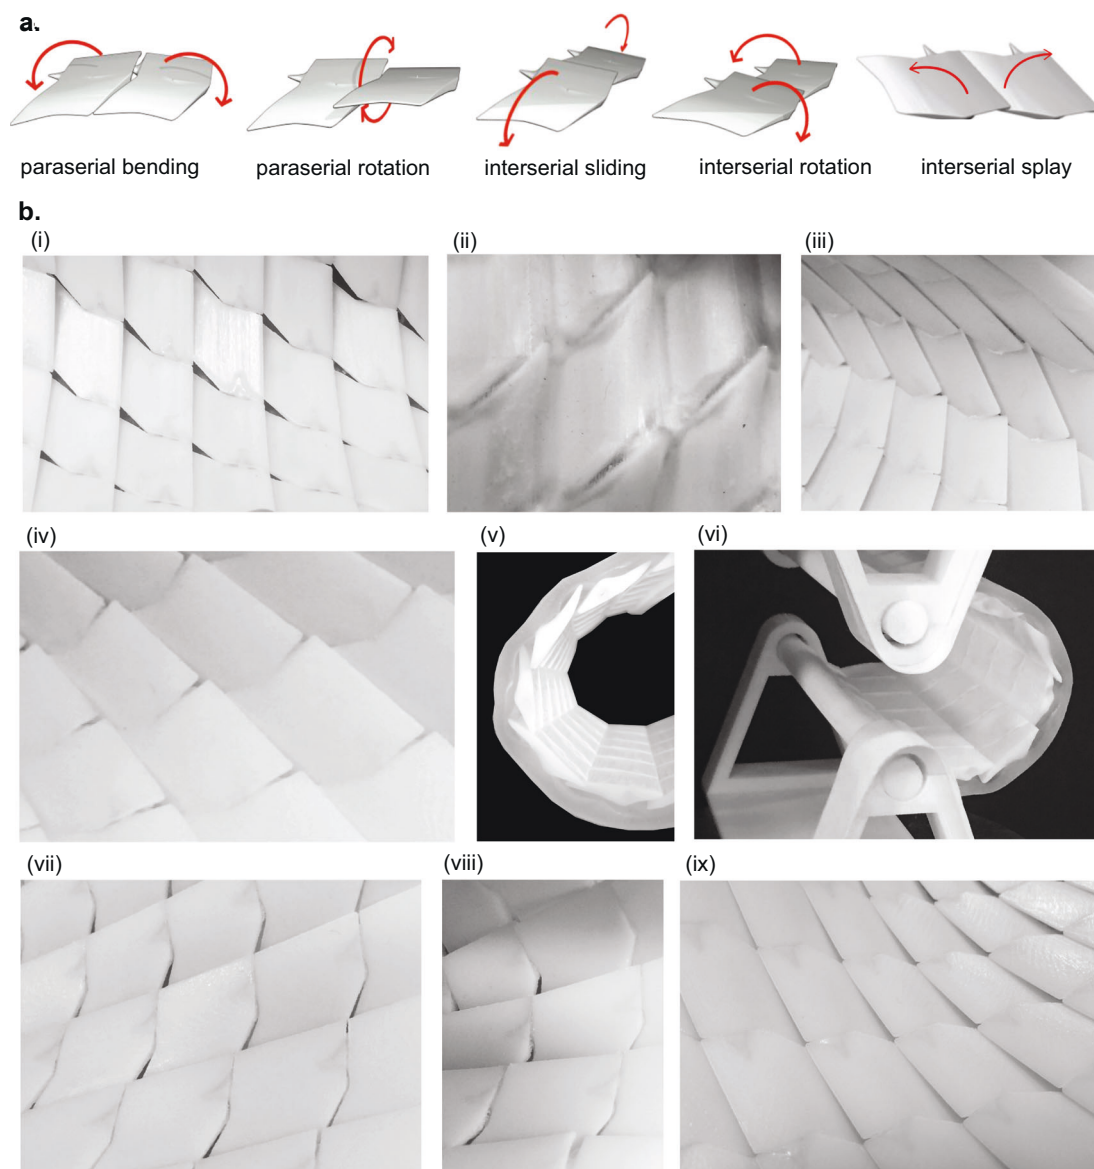 a.
paraserial bending
paraserial rotation
interserial sliding
interserial rotation
interserial splay
b.
(i)
(ii)
(iii)
(iv)
(v)
(vi)
(vii)
(viii)
(ix)